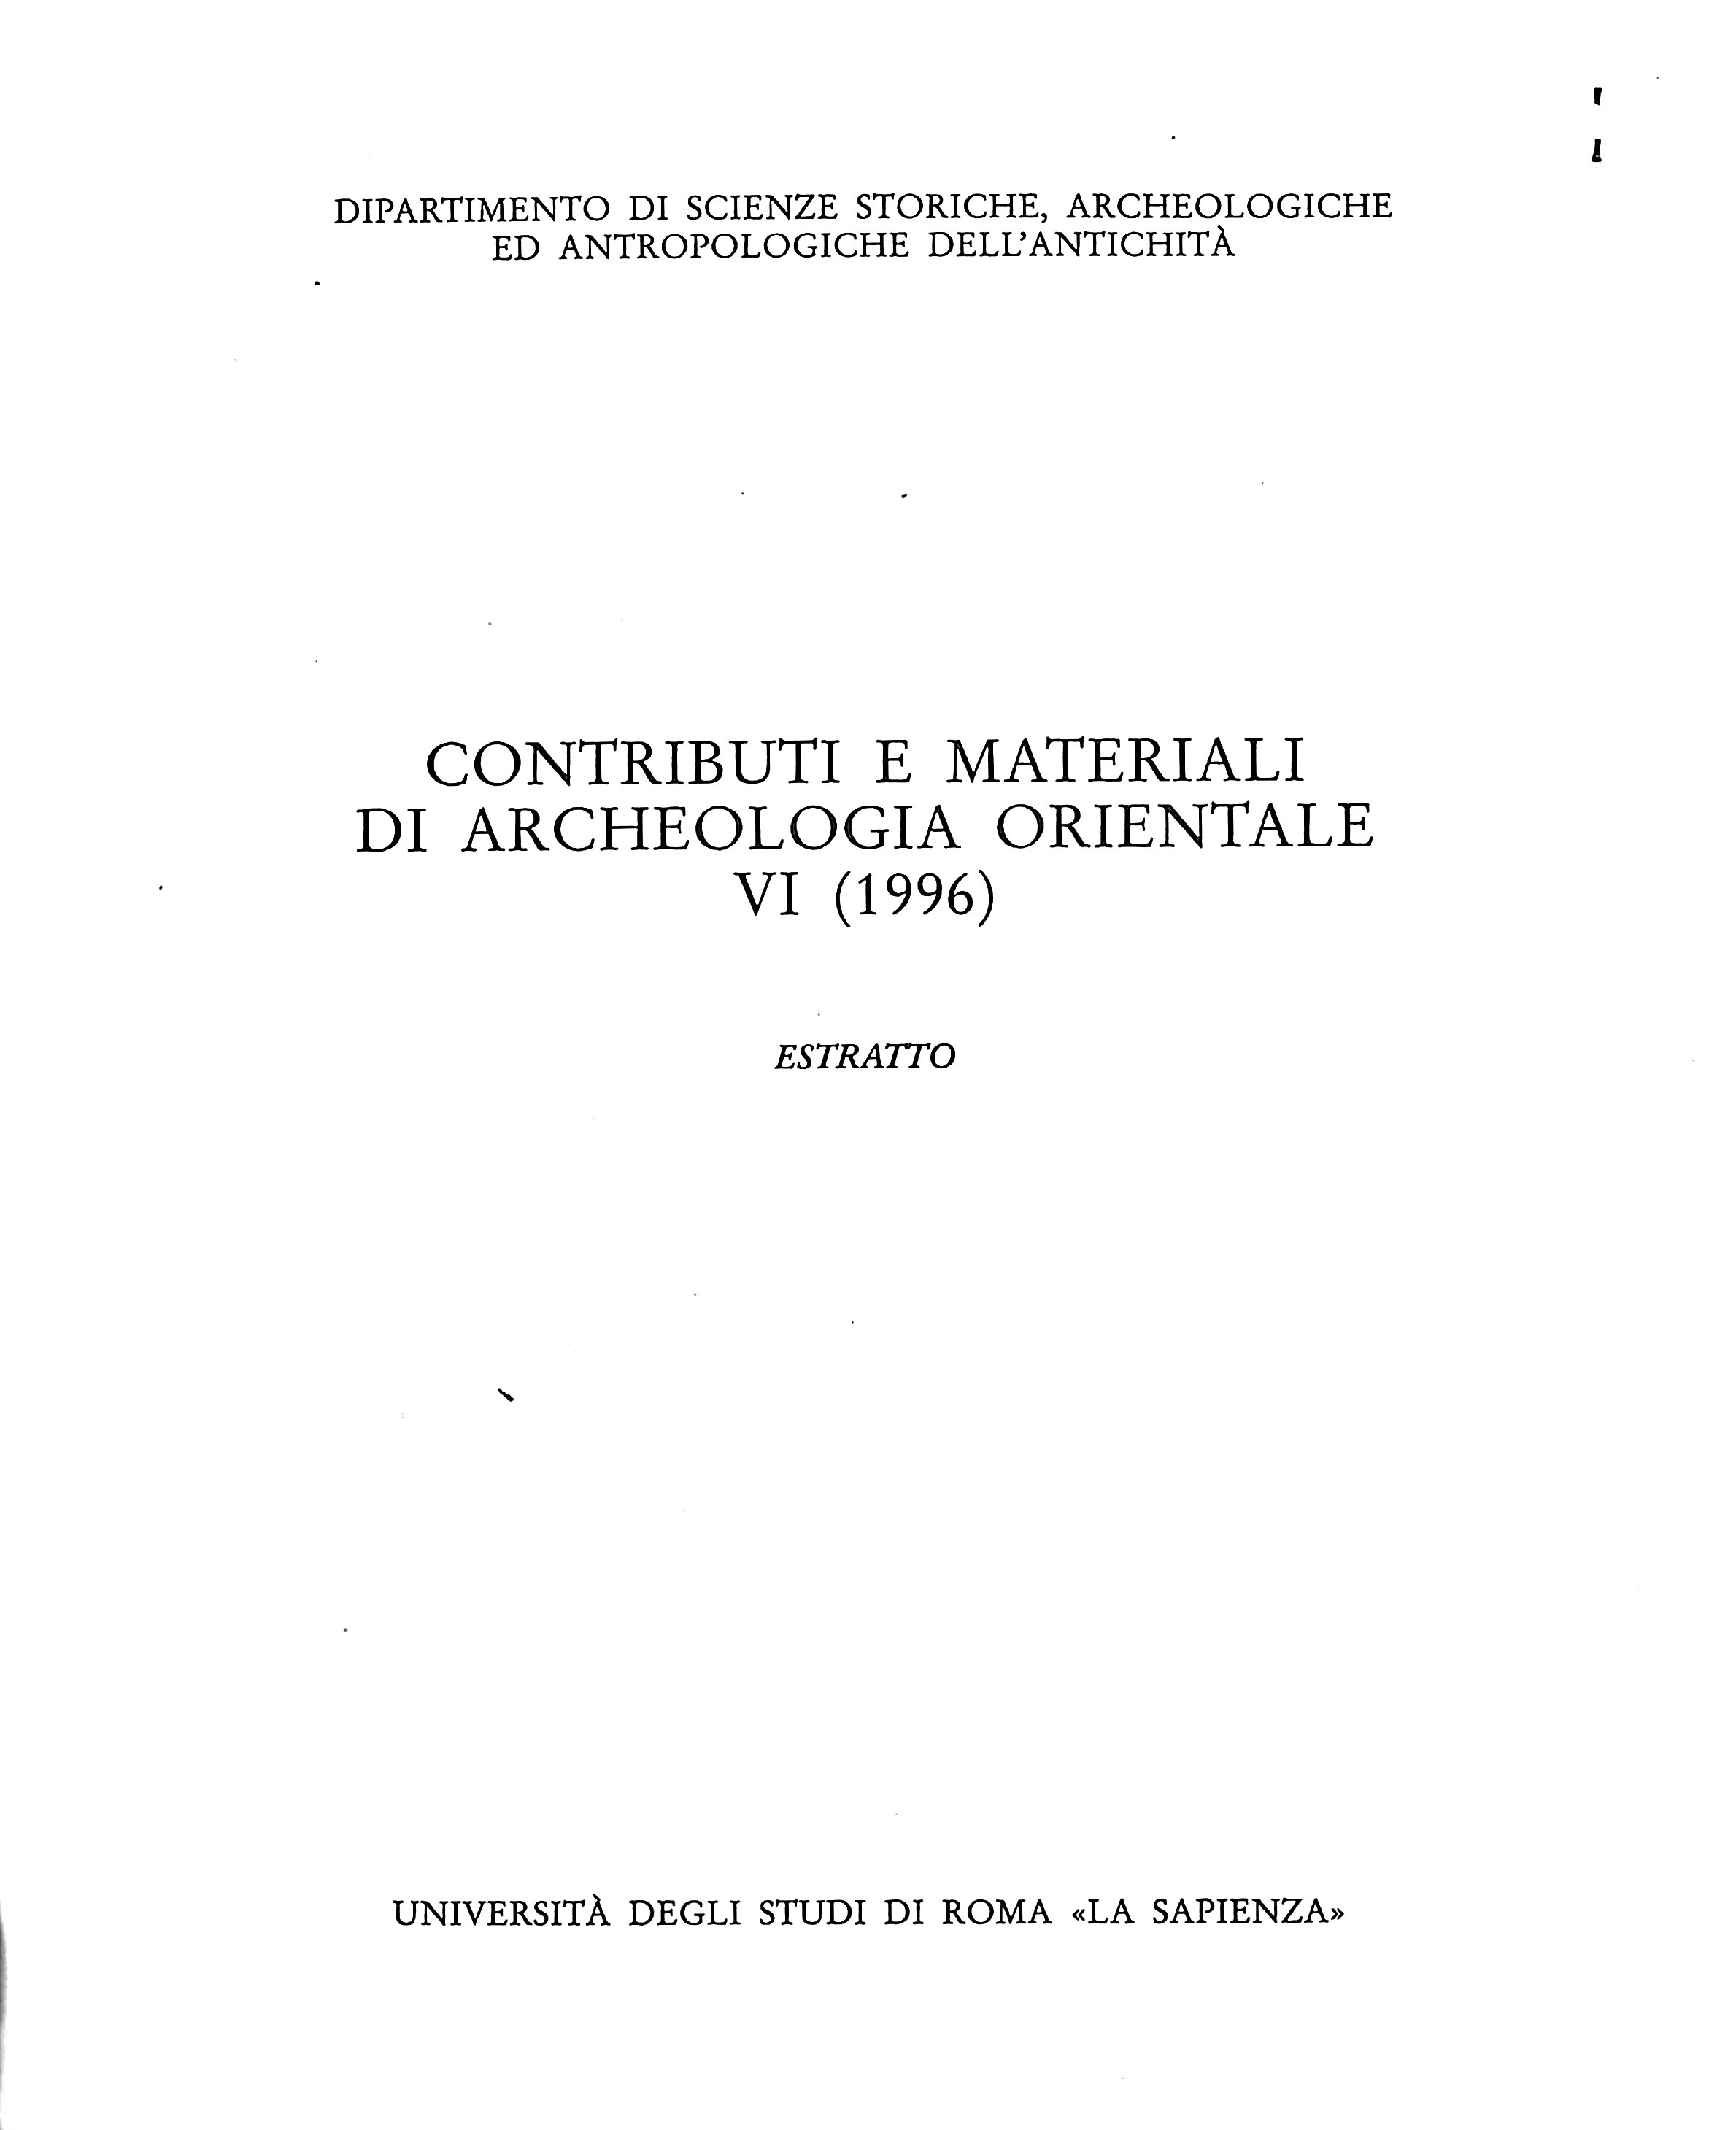 DIPARTIMENTO DI SCIENZE STORICHE, ARCHEOLOGICHE
ED ANTROPOLOGICHE DELL’ANTICHITÀ
CONTRIBUTI E MATERIALI
DI ARCHEOLOGIA ORIENTALE
VI (1996)
ESTRATTO
UNIVERSITÀ DEGLI STUDI DI ROMA «LA SAPIENZA»